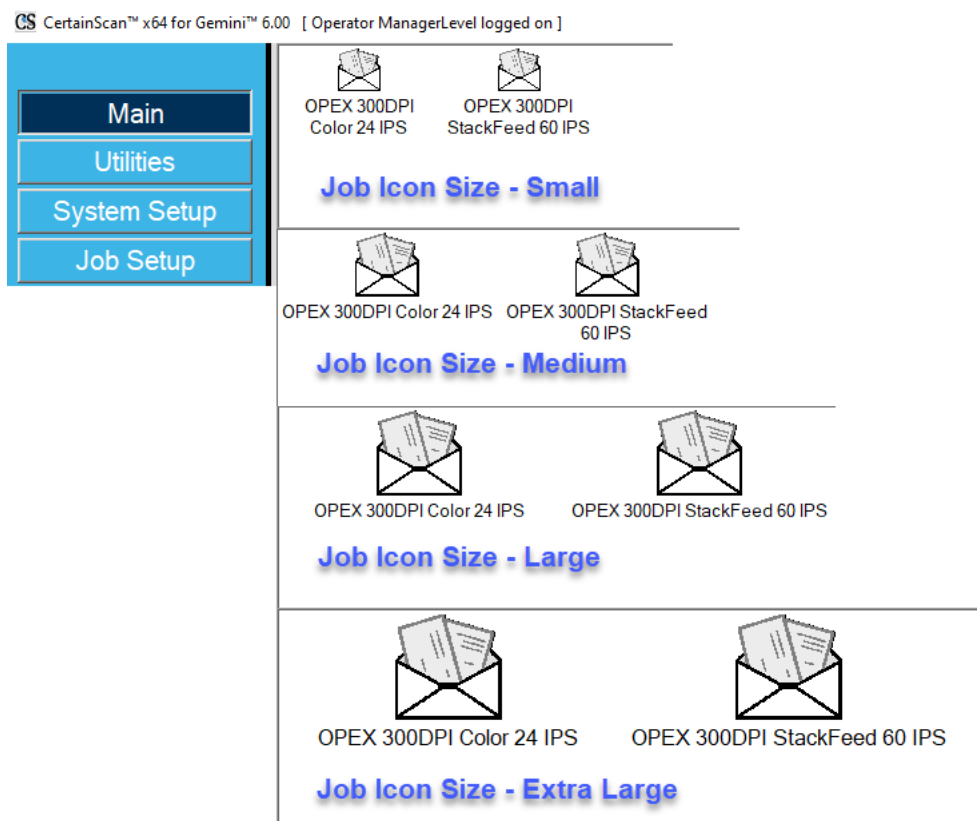 CS CertainScan™ x64 for Gemini™ 6.00 [ Operator ManagerLevel logged on ]
Main
Utilities
System Setup
Job Setup
OPEX 300DPI
Color 24 IPS
OPEX 300DPI
StackFeed 60 IPS
Job Icon Size - Small
OPEX 300DPI Color 24 IPS
OPEX 300DPI StackFeed
60 IPS
Job Icon Size - Medium
OPEX 300DPI Color 24 IPS
OPEX 300DPI StackFeed 60 IPS
Job Icon Size - Large
OPEX 300DPI Color 24 IPS
OPEX 300DPI StackFeed 60 IPS
Job Icon Size - Extra Large